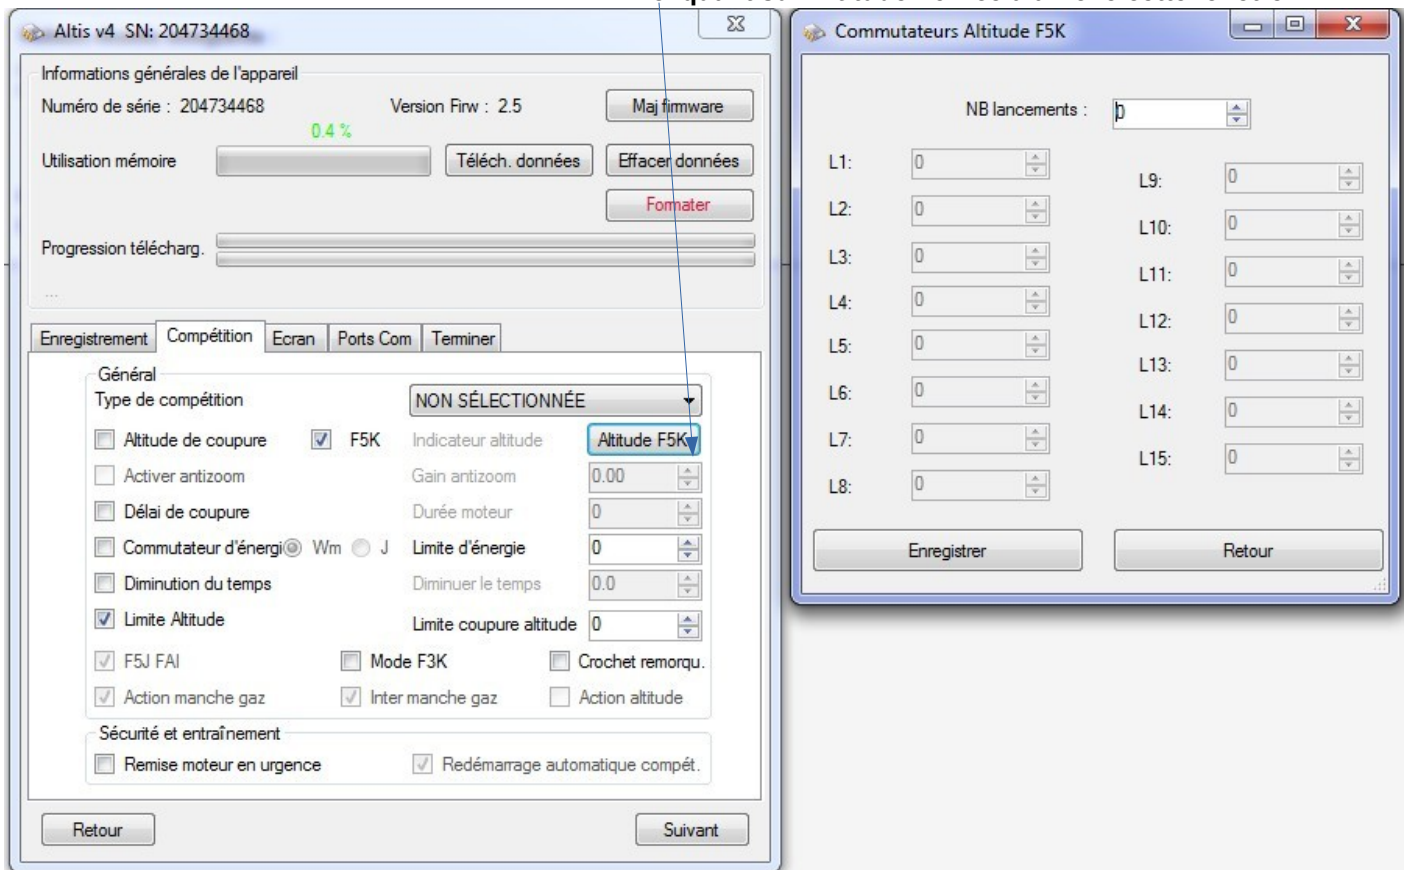 Altis v4 SN: 204734468
Informations générales de l'appareil
Numéro de série : 204734468 Version Firw : 2.5 Maj firmware
0.4 %
Utilisation mémoire Téléch. données Effacer données
Formater
Progression télécharg.
...
Enregistrement Compétition Ecran Ports Com Terminer
Général
Type de compétition NON SÉLECTIONNÉE
Altitude de coupure F5K Indicateur altitude Altitude F5K
Activer antizoom Gain antizoom 0.00
Délai de coupure Durée moteur 0
Commutateur d'énergi Wm J Limite d'énergie 0
Diminution du temps Diminuer le temps 0.0
Limite Altitude Limite coupure altitude 0
F5J FAI Mode F3K Crochet remorqu.
Action manche gaz Inter manche gaz Action altitude
Sécurité et entraînement
Remise moteur en urgence Redémarrage automatique compét.
Retour Suivant
Commutateurs Altitude F5K
NB lancements : 0
L1: 0
L2: 0
L3: 0
L4: 0
L5: 0
L6: 0
L7: 0
L8: 0
L9: 0
L10: 0
L11: 0
L12: 0
L13: 0
L14: 0
L15: 0
Enregistrer Retour